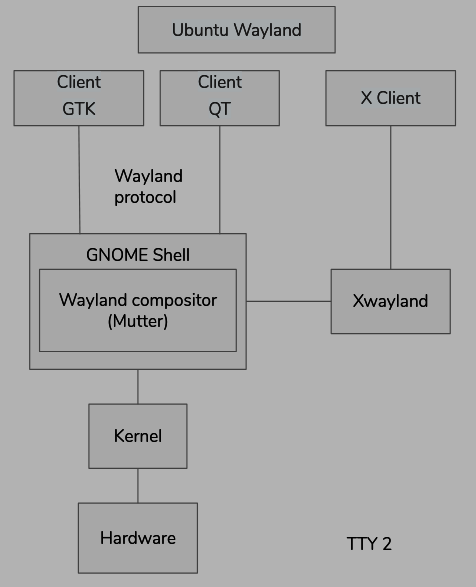 Ubuntu Wayland
Client
GTK
Client
QT
X Client
Wayland
protocol
GNOME Shell
Wayland compositor
(Mutter)
Xwayland
Kernel
Hardware
TTY 2